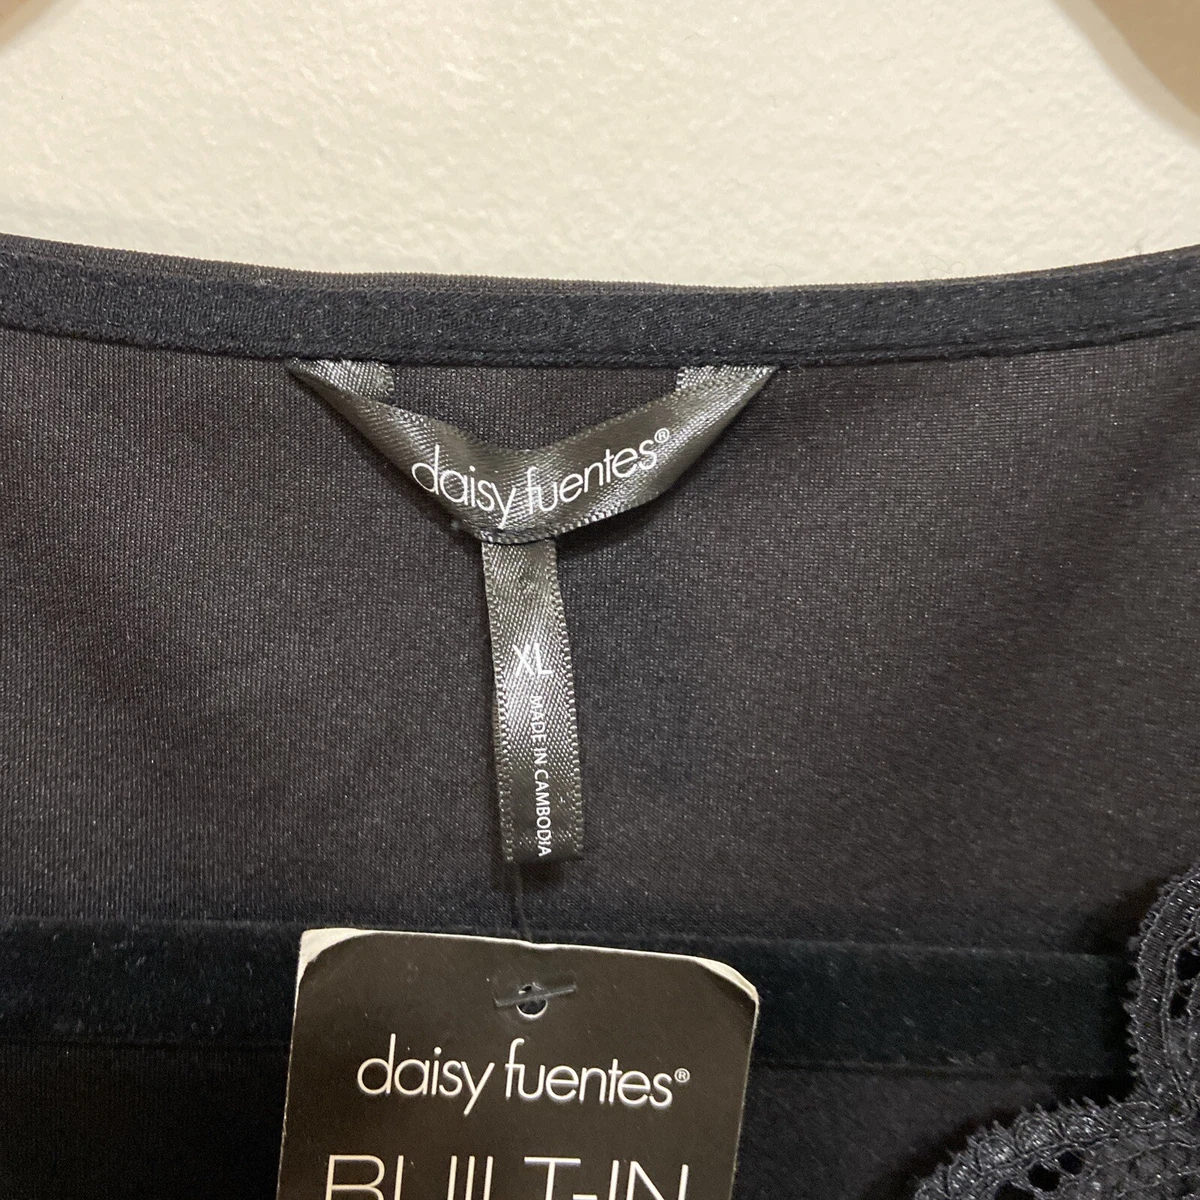 daisy fuentes®
XL
MADE IN CAMBODIA
daisy fuentes®
BUILT-IN